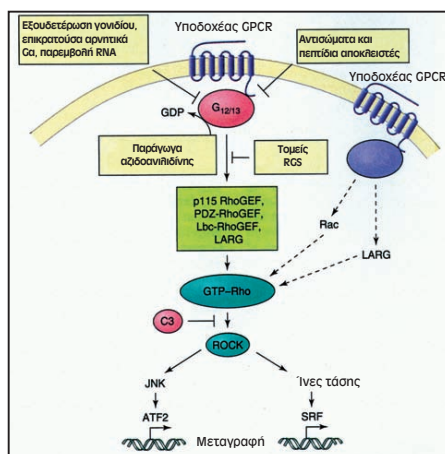 Εξουδετέρωση γονιδίου,
επικρατούσα αρνητικά
Gα, παρεμβολή RNA
Υποδοχέας GPCR
Αντισώματα και
πεπτίδια αποκλειστές
Υποδοχέας GPCR
G12/13
GDP
Παράγωγα
αζιδοανιλιδίνης
Τομείς
RGS
p115 RhoGEF,
PDZ-RhoGEF,
Lbc-RhoGEF,
LARG
Rac
LARG
GTP–Rho
C3
ROCK
JNK
Ίνες τάσης
ATF2
SRF
Μεταγραφή